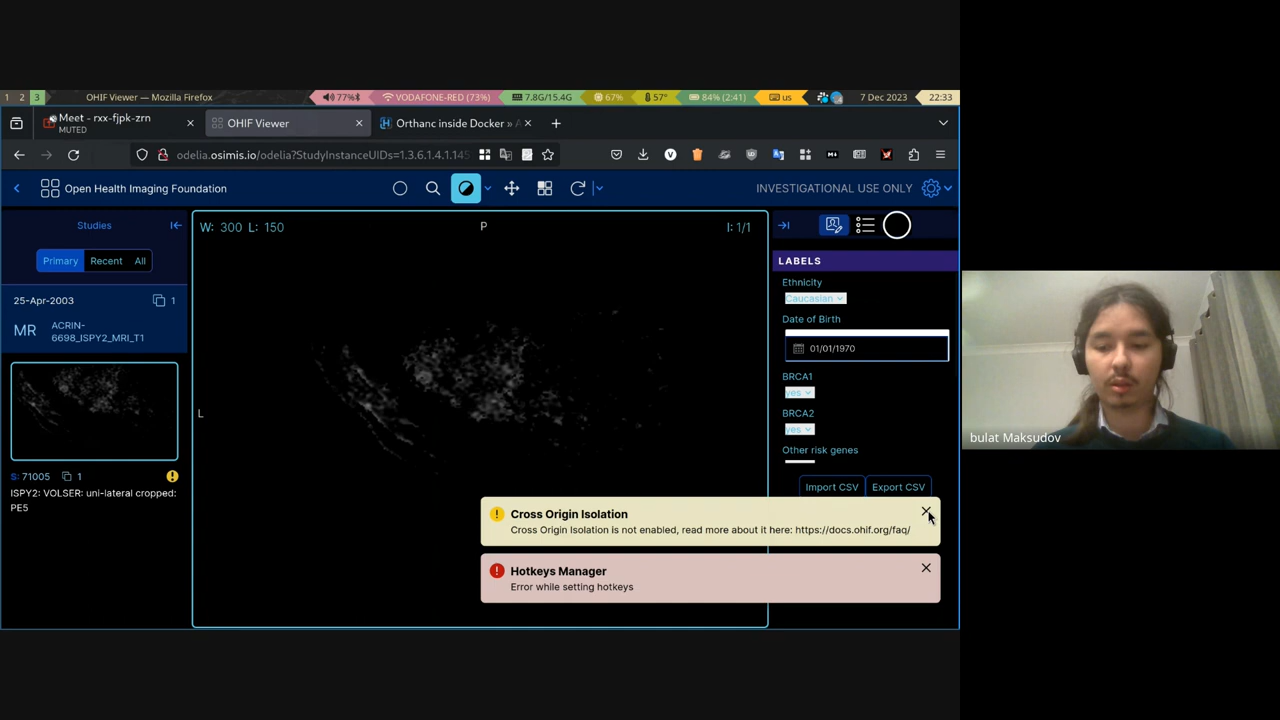 1 2 3 OHIF Viewer — Mozilla Firefox 77% VODAFONE-RED (73%) 7.8G/15.4G 67% 57° 84% (2:41) us 7 Dec 2023 22:33
Meet - rxx-fjpk-zrn
MUTED
OHIF Viewer
Orthanc inside Docker »
odelia.osimis.io/odelia?StudyInstanceUIDs=1.3.6.1.4.1.145
Open Health Imaging Foundation
INVESTIGATIONAL USE ONLY
Studies
Primary Recent All
25-Apr-2003 1
MR
ACRIN-
6698_ISPY2_MRI_T1
S: 71005 1
ISPY2: VOLSER: uni-lateral cropped:
PE5
W: 300 L: 150
P
I: 1/1
L
LABELS
Ethnicity
Caucasian
Date of Birth
01/01/1970
BRCA1
yes
BRCA2
yes
Other risk genes
Import CSV Export CSV
Cross Origin Isolation
Cross Origin Isolation is not enabled, read more about it here: https://docs.ohif.org/faq/
Hotkeys Manager
Error while setting hotkeys
bulat Maksudov